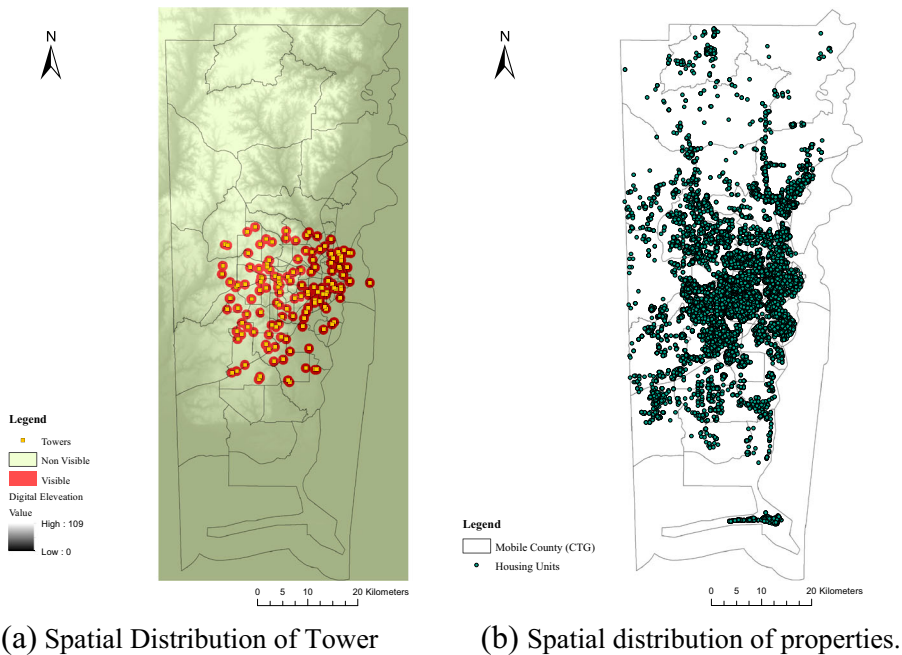 N
N
Legend
Towers
Non Visible
Visible
Digital Eleveation
Value
High : 109
Low : 0
0 5 10 20 Kilometers
Legend
Mobile County (CTG)
Housing Units
0 5 10 20 Kilometers
(a) Spatial Distribution of Tower
(b) Spatial distribution of properties.